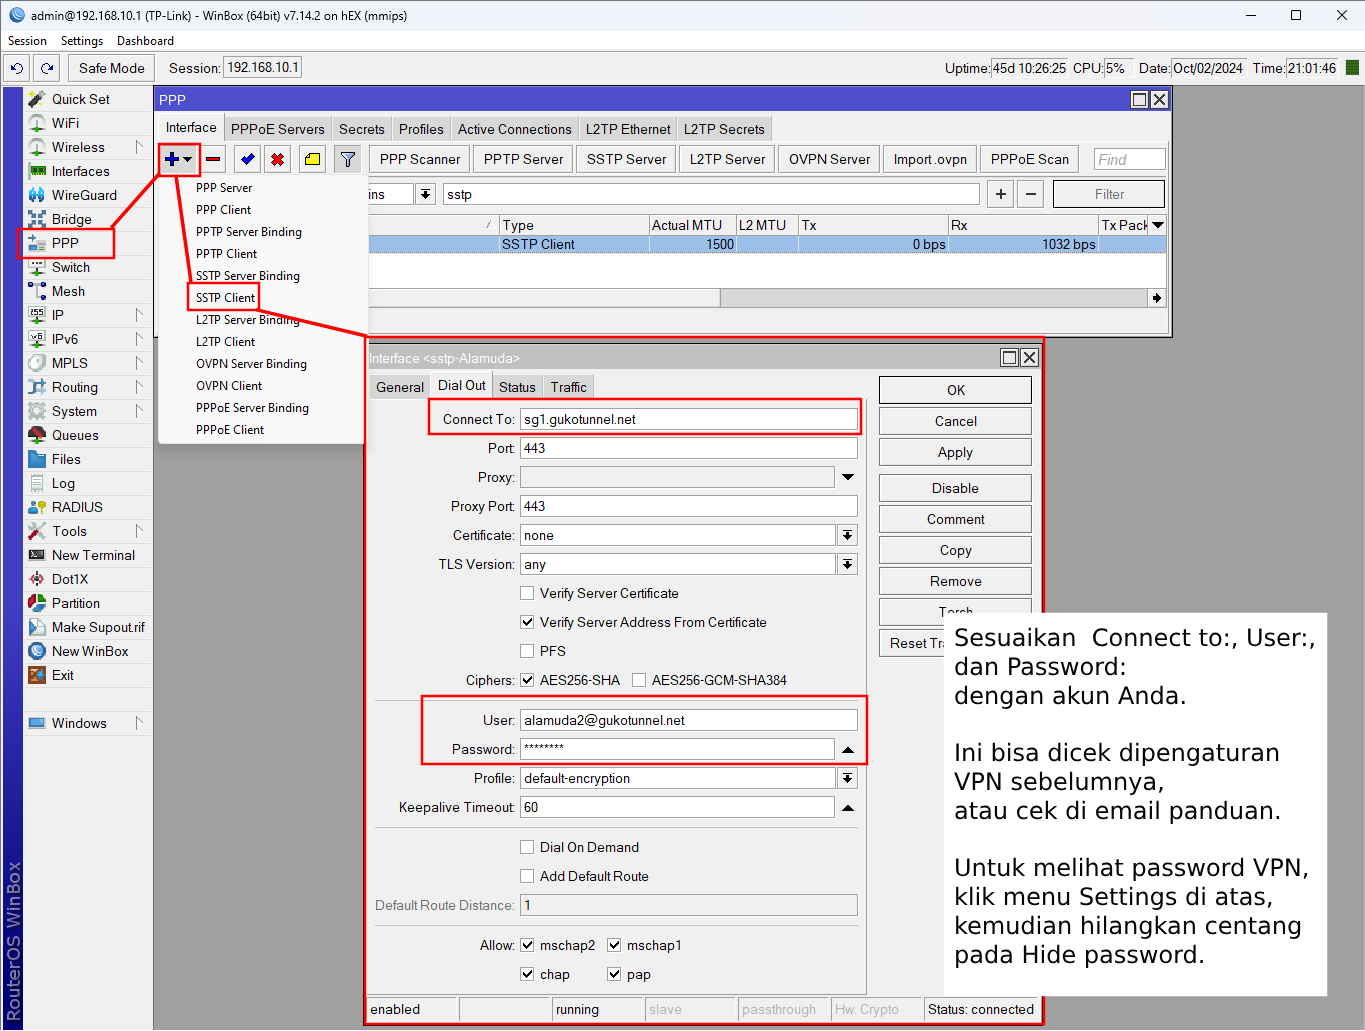 admin@192.168.10.1 (TP-Link) - WinBox (64bit) v7.14.2 on hEX (mmips)
Session Settings Dashboard
Safe Mode Session: 192.168.10.1 Uptime: 45d 10:26:25 CPU: 5% Date: Oct/02/2024 Time: 21:01:46
Quick Set
WiFi
Wireless
Interfaces
WireGuard
Bridge
PPP
Switch
Mesh
IP
IPv6
MPLS
Routing
System
Queues
Files
Log
RADIUS
Tools
New Terminal
Dot1X
Partition
Make Supout.rif
New WinBox
Exit
Windows
RouterOS WinBox
PPP
Interface PPPoE Servers Secrets Profiles Active Connections L2TP Ethernet L2TP Secrets
PPP Scanner PPTP Server SSTP Server L2TP Server OVPN Server Import .ovpn PPPoE Scan Find
ins sstp Filter
Type Actual MTU L2 MTU Tx Rx Tx Pack
SSTP Client 1500 0 bps 1032 bps
PPP Server
PPP Client
PPTP Server Binding
PPTP Client
SSTP Server Binding
SSTP Client
L2TP Server Binding
L2TP Client
OVPN Server Binding
OVPN Client
PPPoE Server Binding
PPPoE Client
Interface <sstp-Alamuda>
General Dial Out Status Traffic
Connect To: sg1.gukotunnel.net
Port: 443
Proxy:
Proxy Port: 443
Certificate: none
TLS Version: any
Verify Server Certificate
Verify Server Address From Certificate
PFS
Ciphers: AES256-SHA AES256-GCM-SHA384
User: alamuda2@gukotunnel.net
Password: ********
Profile: default-encryption
Keepalive Timeout: 60
Dial On Demand
Add Default Route
Default Route Distance: 1
Allow: mschap2 mschap1
chap pap
enabled running slave passthrough Hw. Crypto Status: connected
OK
Cancel
Apply
Disable
Comment
Copy
Remove
Torch
Reset Tra
Sesuaikan Connect to:, User:,
dan Password:
dengan akun Anda.
Ini bisa dicek dipengaturan
VPN sebelumnya,
atau cek di email panduan.
Untuk melihat password VPN,
klik menu Settings di atas,
kemudian hilangkan centang
pada Hide password.